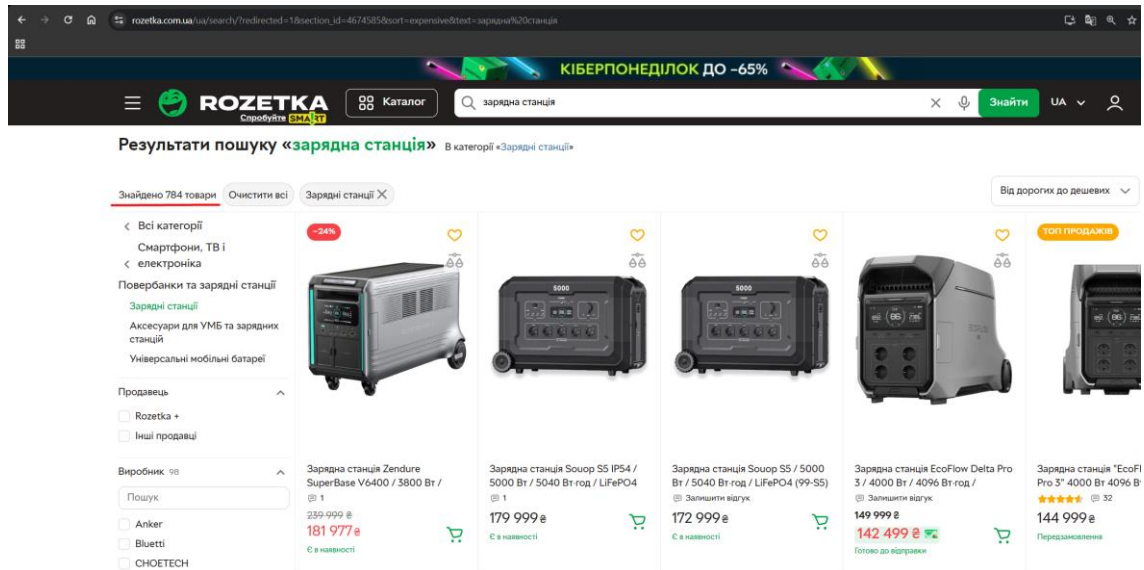 rozetka.com.ua/ua/search/?redirected=1&section_id=4674585&sort=expensive&text=зарядна%20станція
КІБЕРПОНЕДІЛОК ДО -65%
ROZETKA
Спробуйте SMART
Каталог
зарядна станція
Знайти
UA
Результати пошуку «зарядна станція» В категорії «Зарядні станції»
Знайдено 784 товари
Очистити всі
Зарядні станції
Від дорогих до дешевих
Всі категорії
Смартфони, ТВ і
електроніка
Повербанки та зарядні станції
Зарядні станції
Аксесуари для УМБ та зарядних
станцій
Універсальні мобільні батареї
Продавець
Rozetka +
Інші продавці
Виробник 98
Пошук
Anker
Bluetti
CHOETECH
-24%
Зарядна станція Zendure
SuperBase V6400 / 3800 Вт /
1
239 999 ₴
181 977 ₴
Є в наявності
5000
Зарядна станція Souop S5 IP54 /
5000 Вт / 5040 Вт·год / LiFePO4
1
179 999 ₴
Є в наявності
5000
Зарядна станція Souop S5 / 5000
Вт / 5040 Вт·год / LiFePO4 (99-S5)
Залишити відгук
172 999 ₴
Є в наявності
Зарядна станція EcoFlow Delta Pro
3 / 4000 Вт / 4096 Вт·год /
Залишити відгук
149 999 ₴
142 499 ₴
Готово до відправки
ТОП ПРОДАЖІВ
Зарядна станція "EcoFl
Pro 3" 4000 Вт 4096 Вт
32
144 999 ₴
Передзамовлення